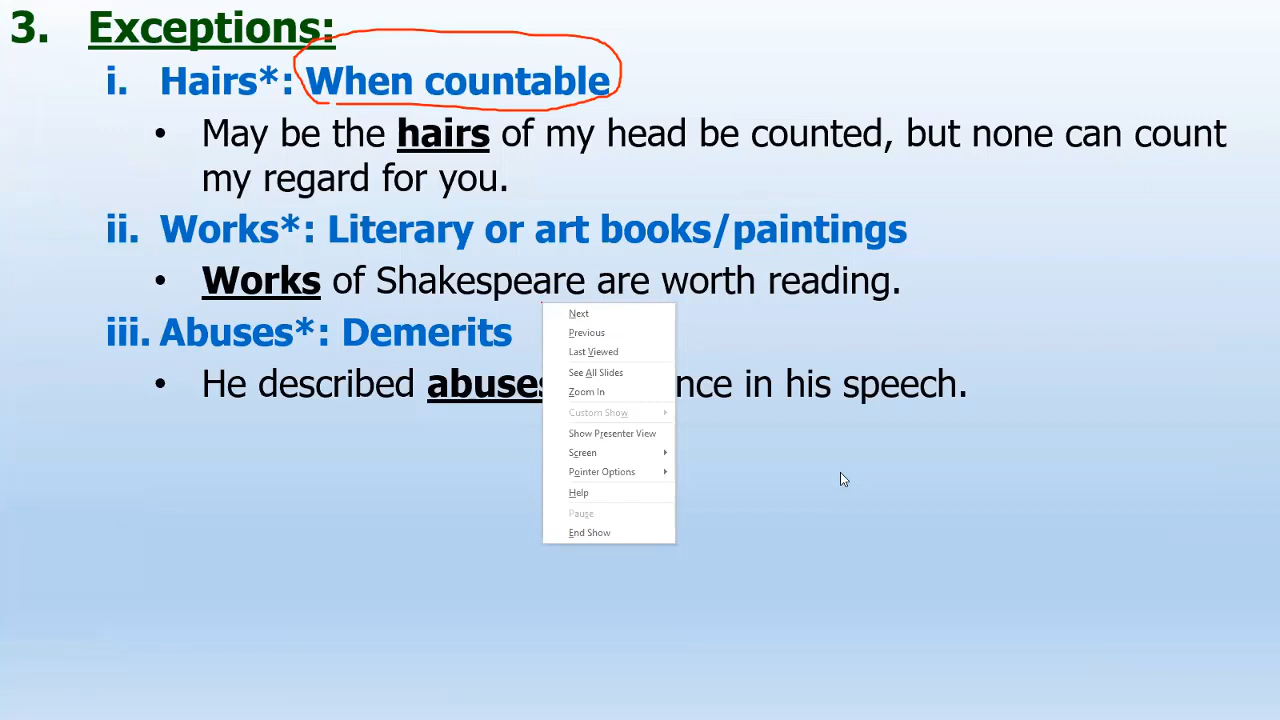 3. Exceptions:
i. Hairs*: When countable
• May be the hairs of my head be counted, but none can count
my regard for you.
ii. Works*: Literary or art books/paintings
• Works of Shakespeare are worth reading.
iii. Abuses*: Demerits
• He described abuses nce in his speech.
Next
Previous
Last Viewed
See All Slides
Zoom In
Custom Show
Show Presenter View
Screen
Pointer Options
Help
Pause
End Show